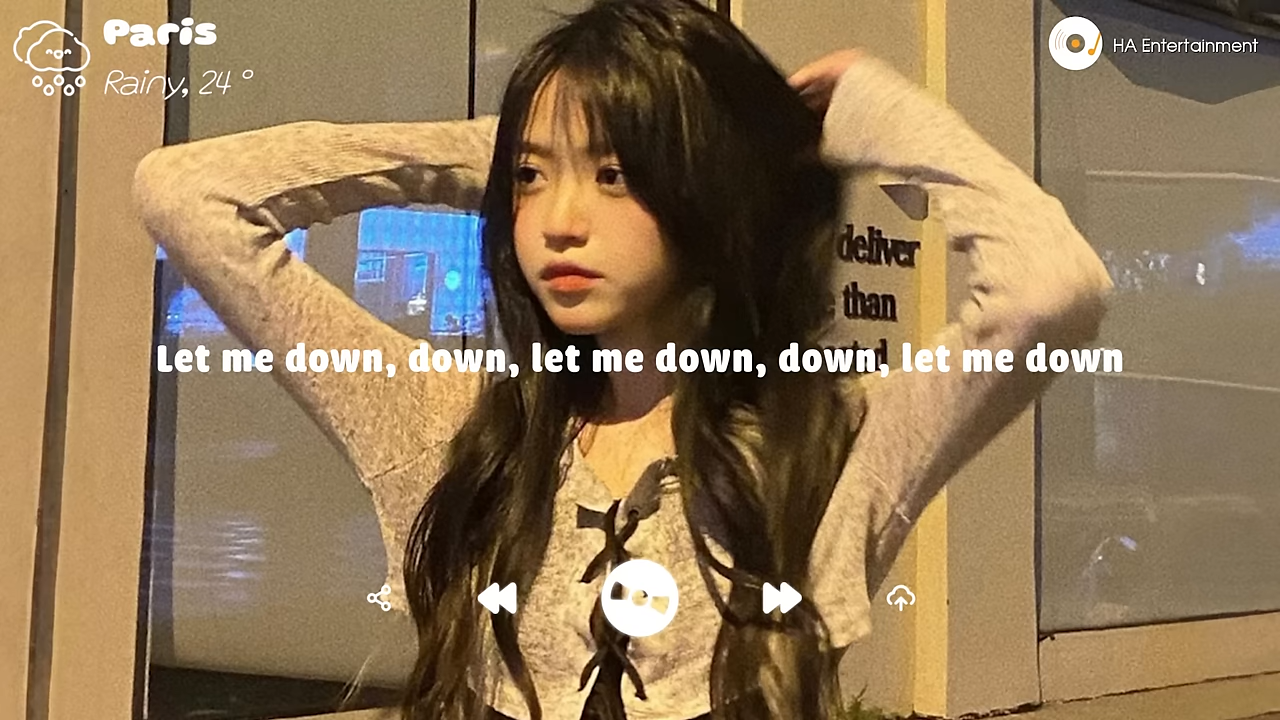 Paris
Rainy, 24°
HA Entertainment
deliver
than
Let me down, down, let me down, down, let me down